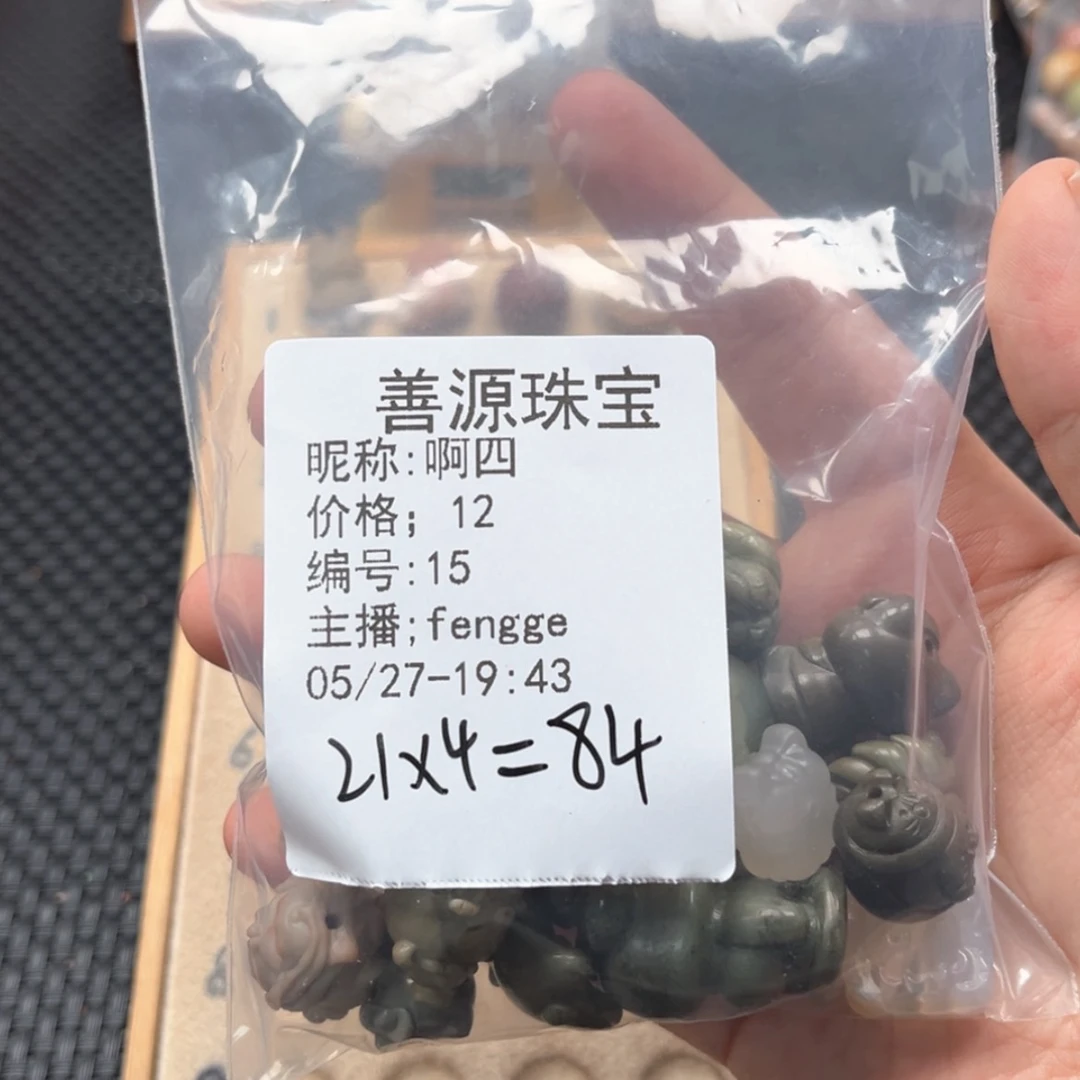 善源珠宝
昵称:啊四
价格; 12
编号:15
主播;fengge
05/27-19:43
21x4=84